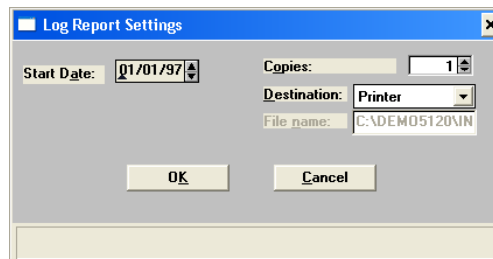 Log Report Settings
Start Date: 01/01/97
Copies: 1
Destination: Printer
File name: C:\DEMO5120\IN
OK
Cancel